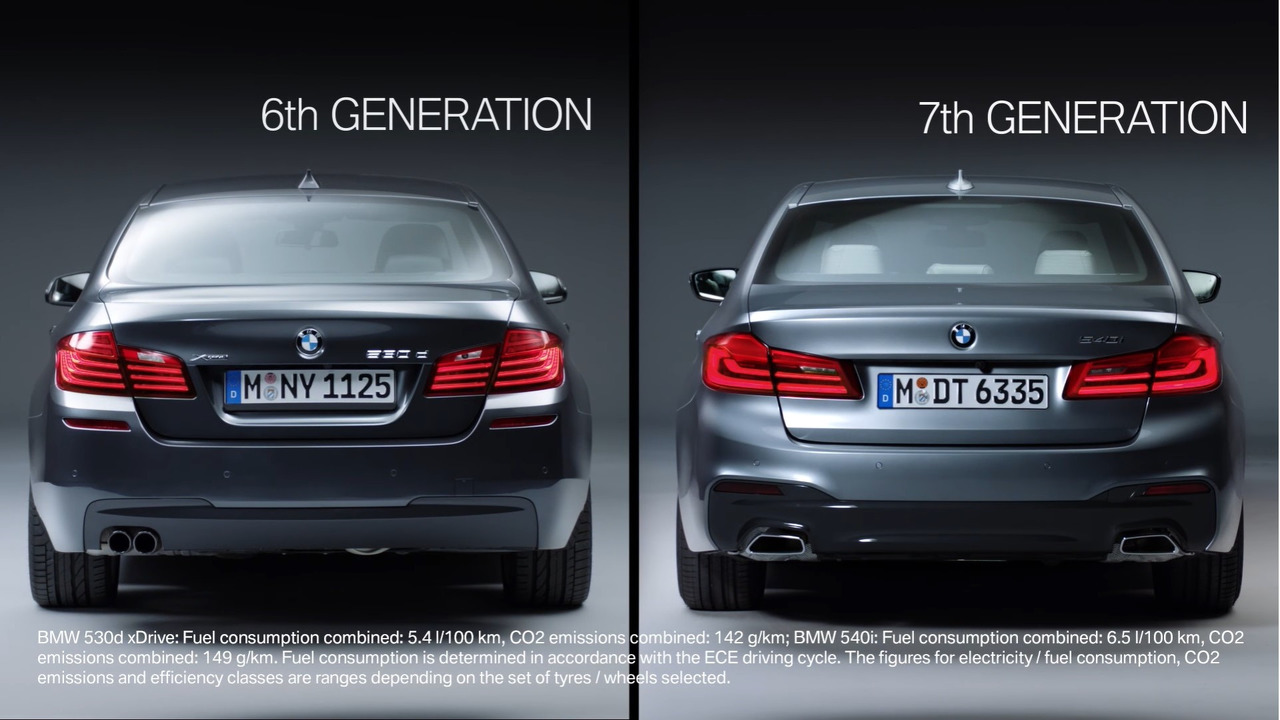 6th GENERATION
7th GENERATION
xDrive
530 d
540i
M NY 1125
D
M DT 6335
D
BMW 530d xDrive: Fuel consumption combined: 5.4 l/100 km, CO2 emissions combined: 142 g/km; BMW 540i: Fuel consumption combined: 6.5 l/100 km, CO2
emissions combined: 149 g/km. Fuel consumption is determined in accordance with the ECE driving cycle. The figures for electricity / fuel consumption, CO2
emissions and efficiency classes are ranges depending on the set of tyres / wheels selected.